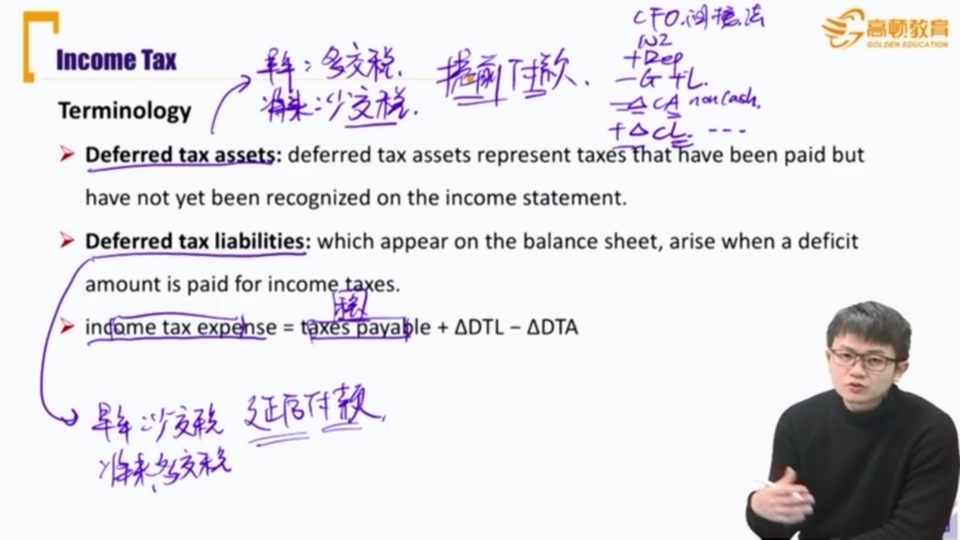 CFO.间接法
NI
+Dep
高顿教育
GOLDEN EDUCATION
Income Tax
早年：多交税.
提前付款.
-G+L.
将来：少交税.
-△CA noncash.
Terminology
+△CL. ---
Deferred tax assets: deferred tax assets represent taxes that have been paid but
have not yet been recognized on the income statement.
Deferred tax liabilities: which appear on the balance sheet, arise when a deficit
amount is paid for income taxes.
税
income tax expense = taxes payable + ΔDTL − ΔDTA
早年：少交税
延后付款,
将来：多交税